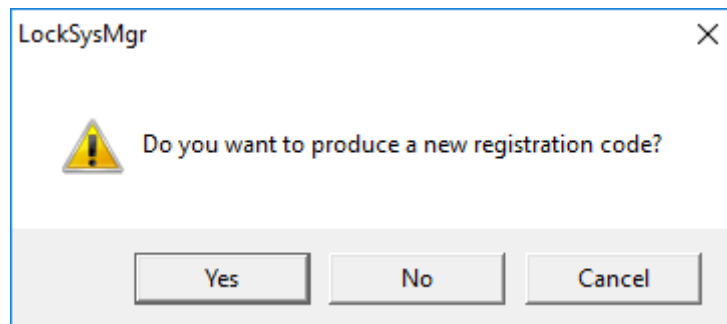 LockSysMgr
Do you want to produce a new registration code?
Yes
No
Cancel